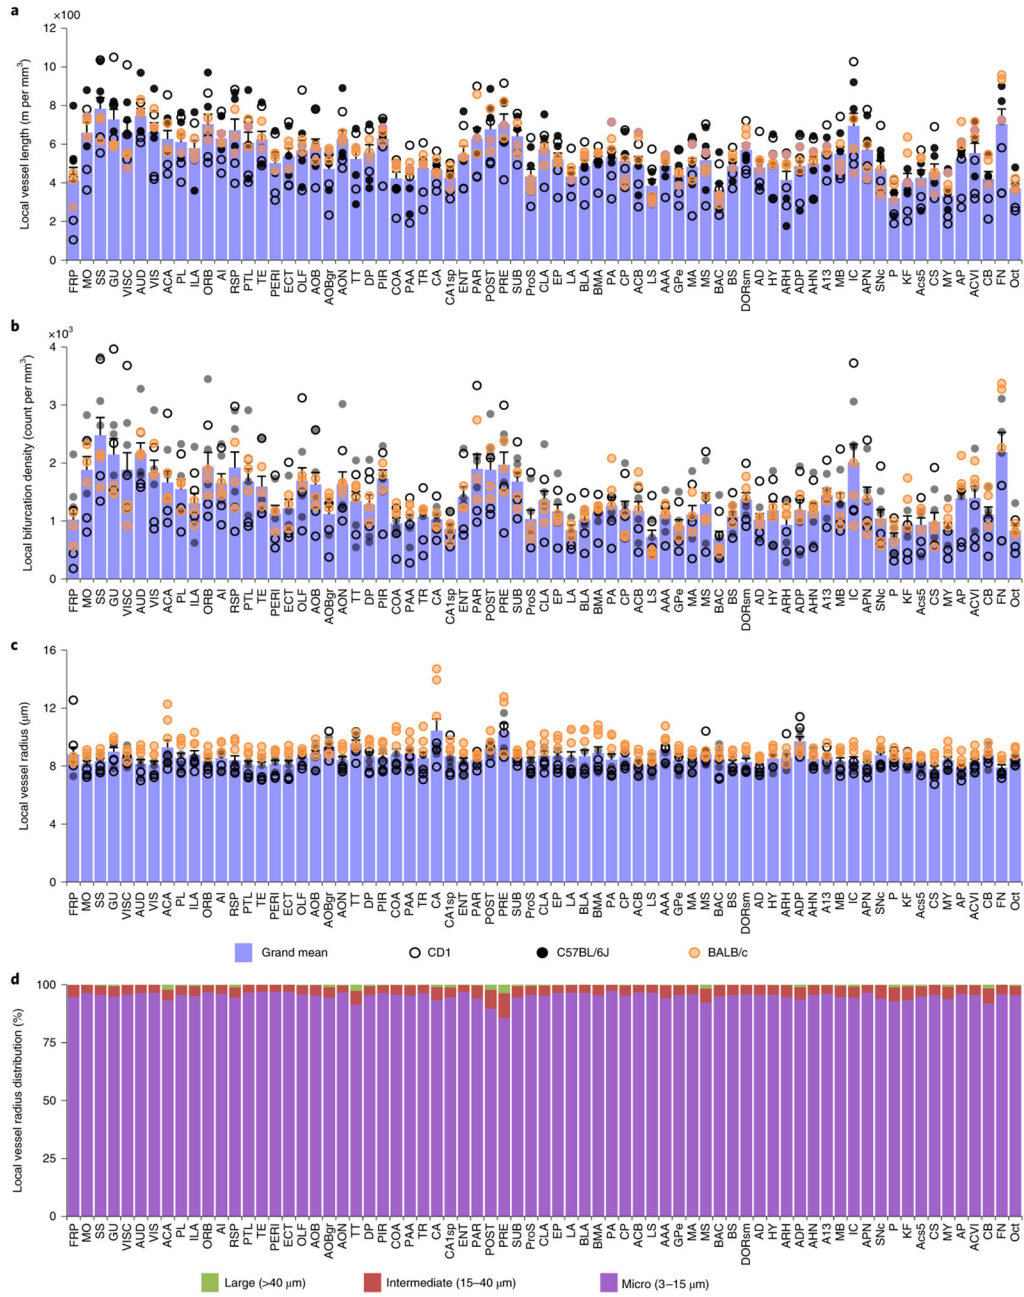 a
×100
Local vessel length (m per mm³)
12
10
8
6
4
2
0
FRP MO SS GU VISC AUD VIS ACA PL ILA ORB AI RSP PTL TE PERI ECT OLF AOB AOBgr AON TT DP PIR COA PAA TR CA CA1sp ENT PAR POST PRE SUB ProS CLA EP LA BLA BMA PA CP ACB LS AAA GPe MA MS BAC BS DORsm AD HY ARH ADP AHN A13 MB IC APN SNc P KF Acs5 CS MY AP ACVI CB FN Oct
b
×10³
Local bifurcation density (count per mm³)
4
3
2
1
0
FRP MO SS GU VISC AUD VIS ACA PL ILA ORB AI RSP PTL TE PERI ECT OLF AOB AOBgr AON TT DP PIR COA PAA TR CA CA1sp ENT PAR POST PRE SUB ProS CLA EP LA BLA BMA PA CP ACB LS AAA GPe MA MS BAC BS DORsm AD HY ARH ADP AHN A13 MB IC APN SNc P KF Acs5 CS MY AP ACVI CB FN Oct
c
Local vessel radius (μm)
16
12
8
4
0
FRP MO SS GU VISC AUD VIS ACA PL ILA ORB AI RSP PTL TE PERI ECT OLF AOB AOBgr AON TT DP PIR COA PAA TR CA CA1sp ENT PAR POST PRE SUB ProS CLA EP LA BLA BMA PA CP ACB LS AAA GPe MA MS BAC BS DORsm AD HY ARH ADP AHN A13 MB IC APN SNc P KF Acs5 CS MY AP ACVI CB FN Oct
Grand mean CD1 C57BL/6J BALB/c
d
Local vessel radius distribution (%)
100
75
50
25
0
FRP MO SS GU VISC AUD VIS ACA PL ILA ORB AI RSP PTL TE PERI ECT OLF AOB AOBgr AON TT DP PIR COA PAA TR CA CA1sp ENT PAR POST PRE SUB ProS CLA EP LA BLA BMA PA CP ACB LS AAA GPe MA MS BAC BS DORsm AD HY ARH ADP AHN A13 MB IC APN SNc P KF Acs5 CS MY AP ACVI CB FN Oct
Large (>40 μm) Intermediate (15–40 μm) Micro (3–15 μm)